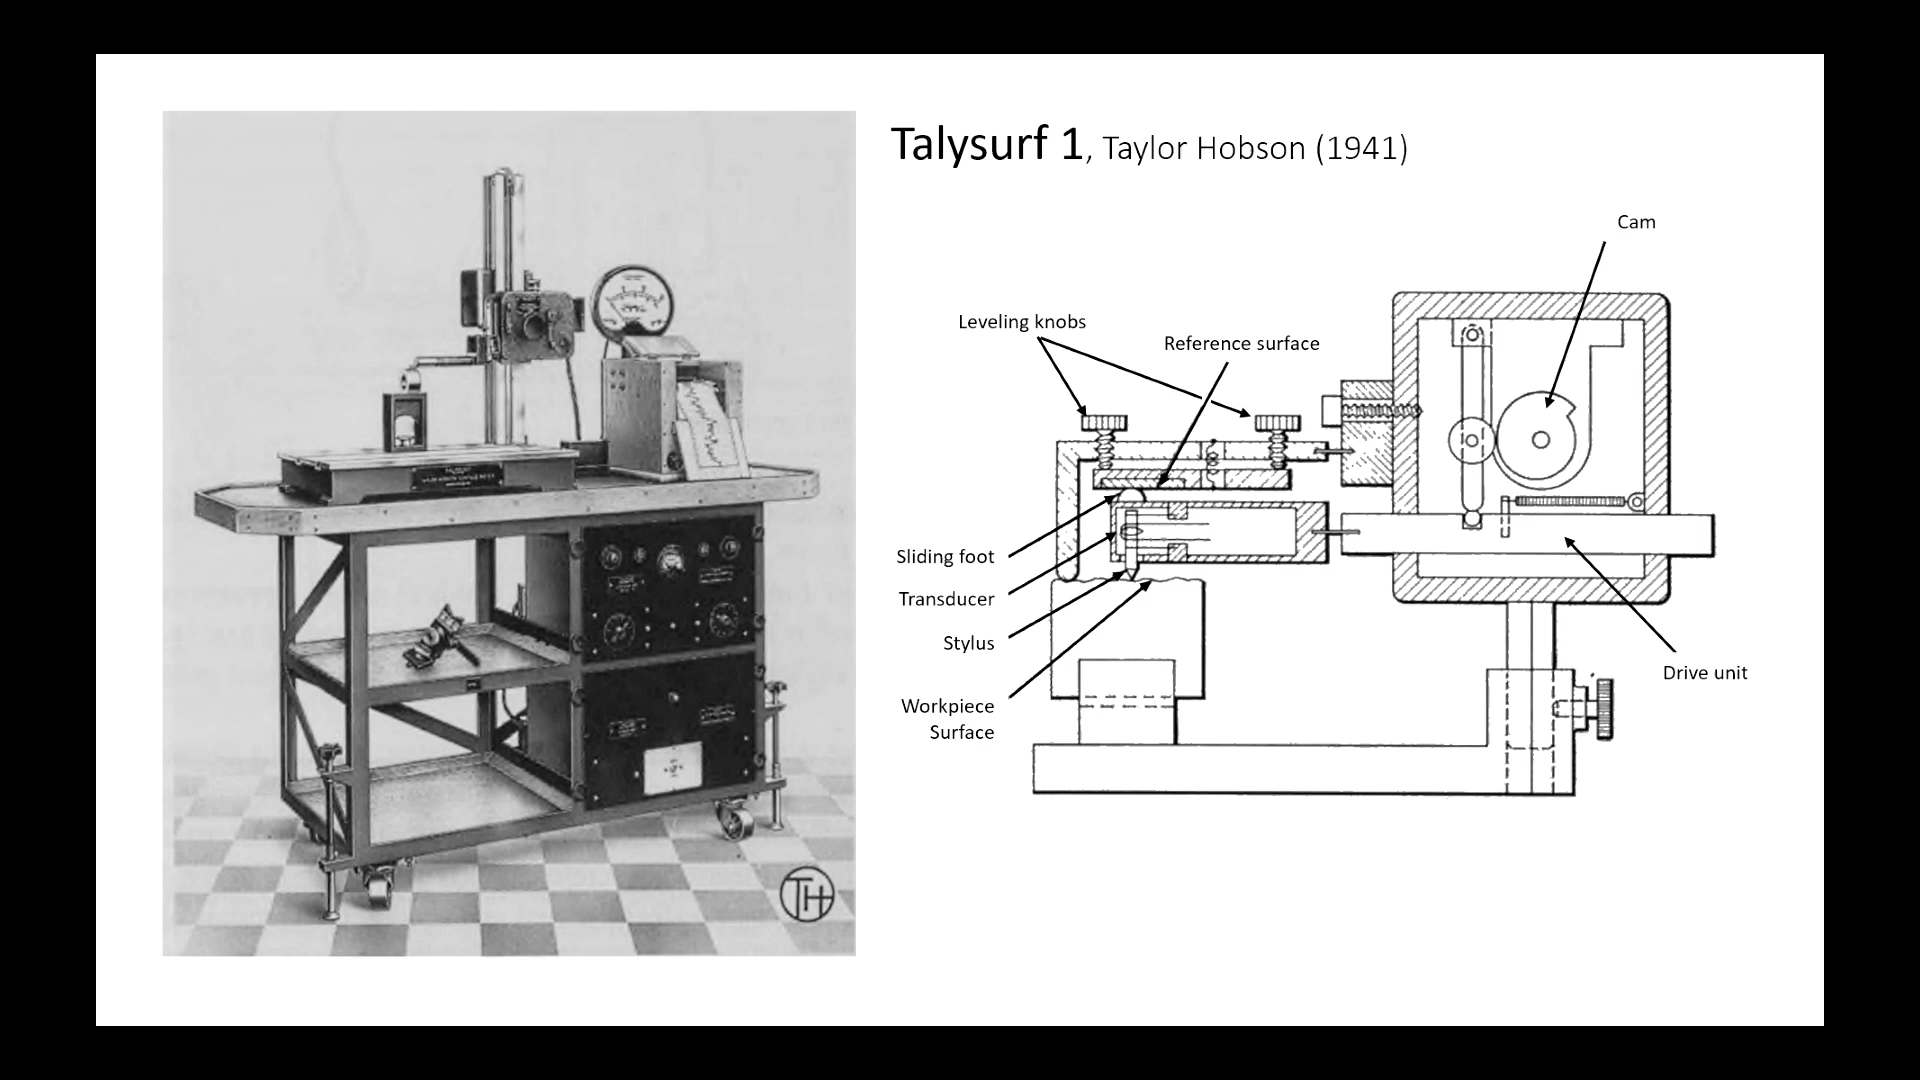 Talysurf 1, Taylor Hobson (1941)
Cam
Leveling knobs
Reference surface
Sliding foot
Transducer
Stylus
Workpiece
Surface
Drive unit
TH